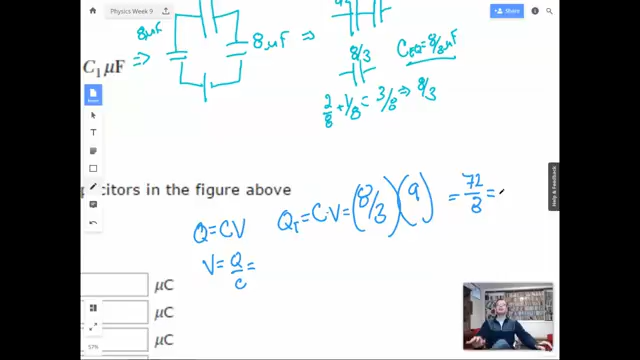 Physics Week 9
Share
8μF
8μF
⇒
C₁ μF ⇒
8/3
C_EQ = 8/3 μF
2/8 + 1/8 = 3/8 ⇒ 8/3
citors in the figure above
Q = CV
Q_T = C·V = (8/3)(9) = 72/3 =
V = Q/C =
μC
μC
μC
Help & Feedback
57%